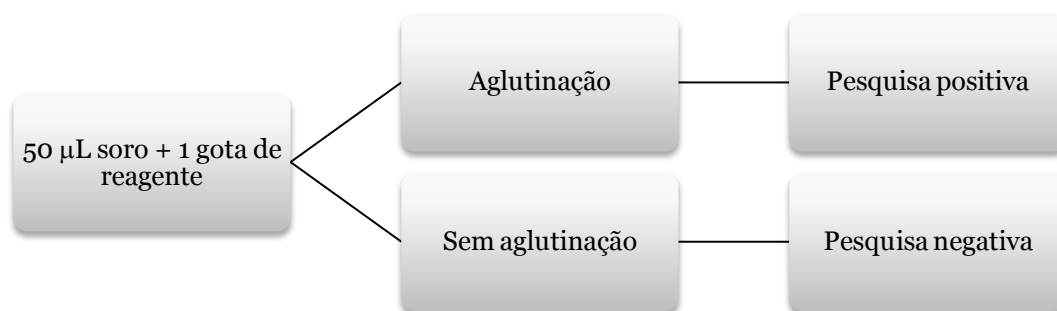 50 μL soro + 1 gota de
reagente
Aglutinação
Pesquisa positiva
Sem aglutinação
Pesquisa negativa